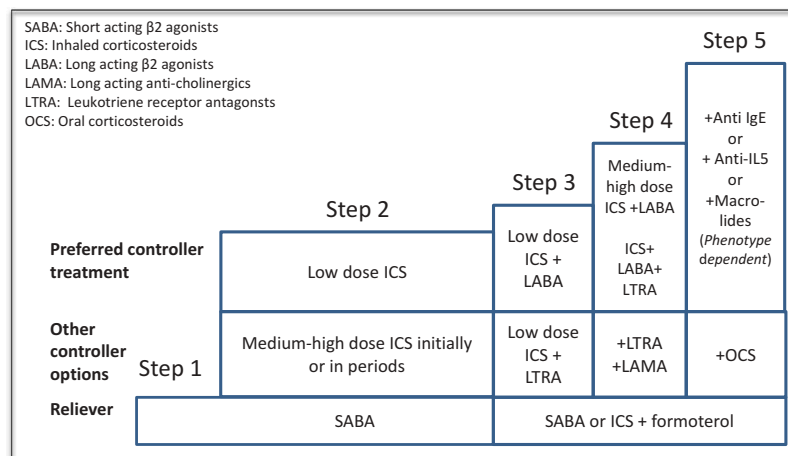 SABA: Short acting β2 agonists
ICS: Inhaled corticosteroids
LABA: Long acting β2 agonists
LAMA: Long acting anti-cholinergics
LTRA: Leukotriene receptor antagonsts
OCS: Oral corticosteroids
Step 5
+Anti IgE
or
+ Anti-IL5
or
+Macro-
lides
(Phenotype
dependent)
Step 4
Medium-
high dose
ICS +LABA
ICS+
LABA+
LTRA
Step 3
Low dose
ICS +
LABA
Step 2
Low dose ICS
Preferred controller
treatment
Other
controller
options
Step 1
Medium-high dose ICS initially
or in periods
Low dose
ICS +
LTRA
+LTRA
+LAMA
+OCS
Reliever
SABA
SABA or ICS + formoterol